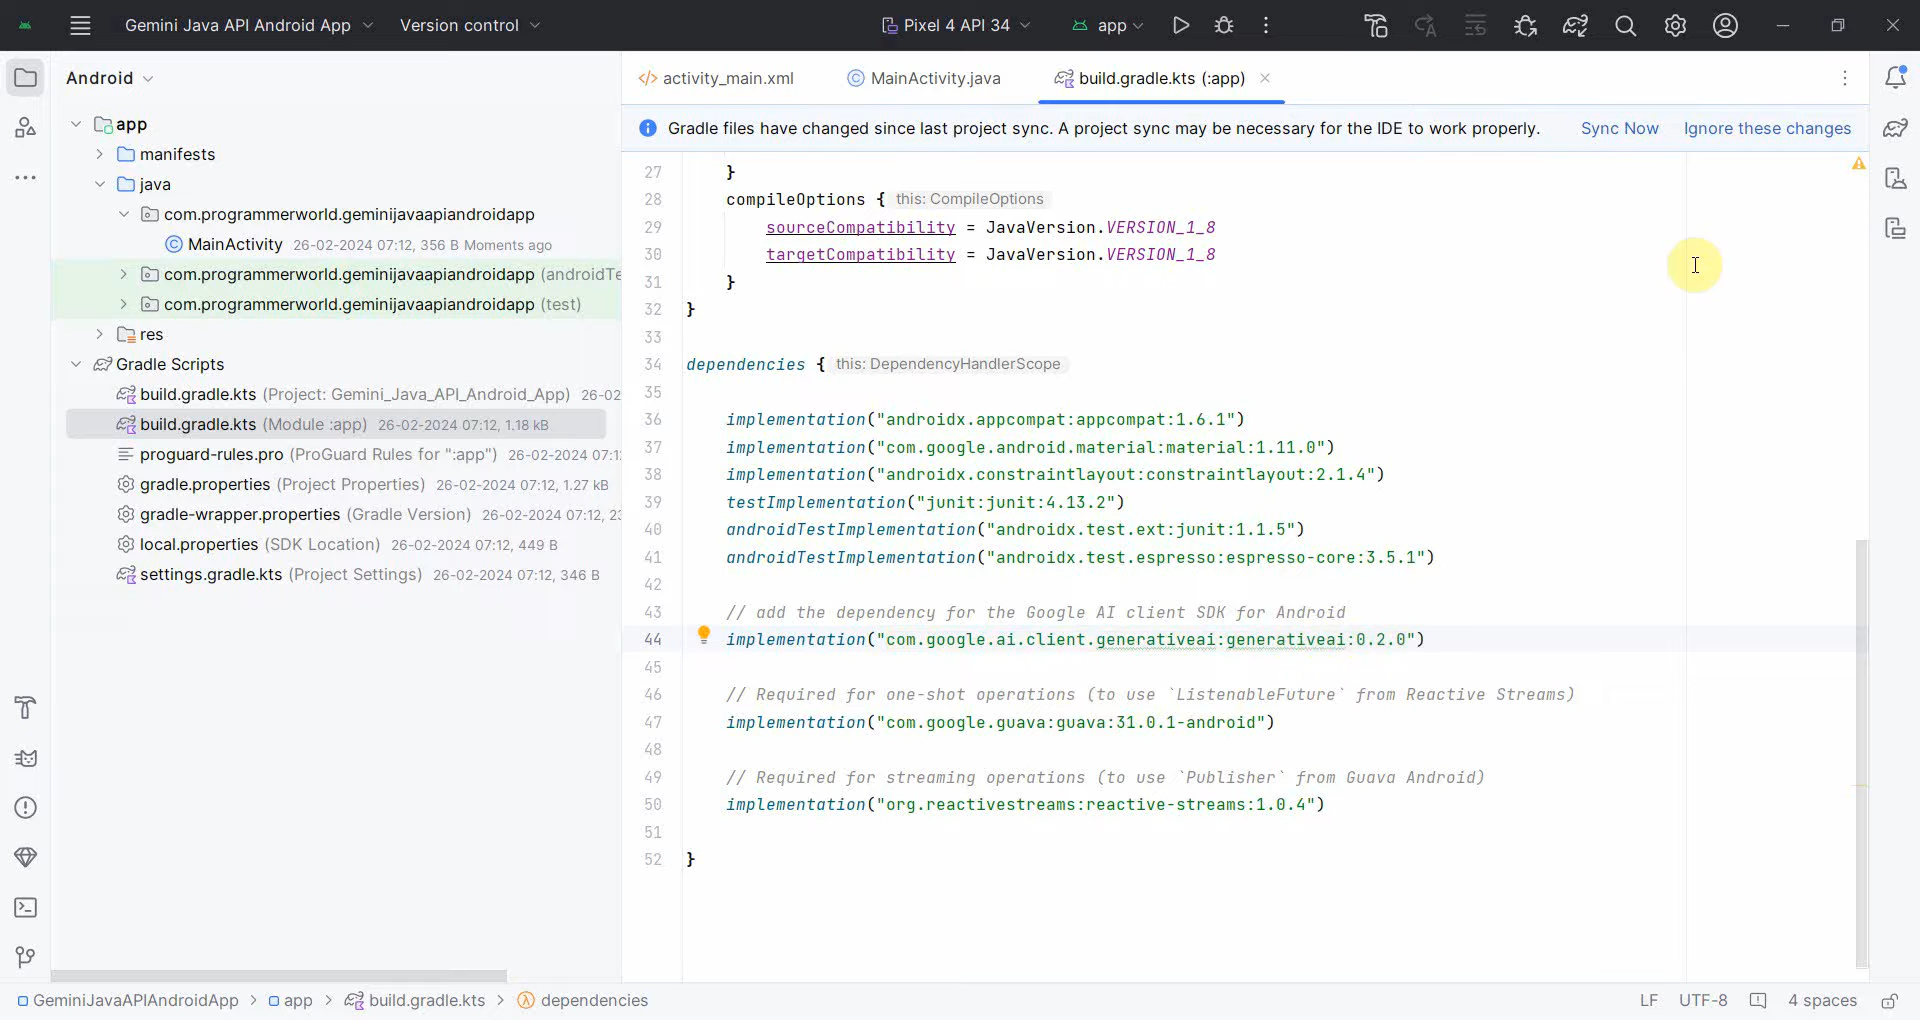 Gemini Java API Android App
Version control
Pixel 4 API 34
app
Android
app
manifests
java
com.programmerworld.geminijavaapiandroidapp
MainActivity 26-02-2024 07:12, 356 B Moments ago
com.programmerworld.geminijavaapiandroidapp (androidTe
com.programmerworld.geminijavaapiandroidapp (test)
res
Gradle Scripts
build.gradle.kts (Project: Gemini_Java_API_Android_App) 26-02
build.gradle.kts (Module :app) 26-02-2024 07:12, 1.18 kB
proguard-rules.pro (ProGuard Rules for ":app") 26-02-2024 07:1
gradle.properties (Project Properties) 26-02-2024 07:12, 1.27 kB
gradle-wrapper.properties (Gradle Version) 26-02-2024 07:12, 23
local.properties (SDK Location) 26-02-2024 07:12, 449 B
settings.gradle.kts (Project Settings) 26-02-2024 07:12, 346 B
activity_main.xml
MainActivity.java
build.gradle.kts (:app)
Gradle files have changed since last project sync. A project sync may be necessary for the IDE to work properly.
Sync Now
Ignore these changes
27 }
28 compileOptions { this: CompileOptions
29 sourceCompatibility = JavaVersion.VERSION_1_8
30 targetCompatibility = JavaVersion.VERSION_1_8
31 }
32 }
33
34 dependencies { this: DependencyHandlerScope
35
36 implementation("androidx.appcompat:appcompat:1.6.1")
37 implementation("com.google.android.material:material:1.11.0")
38 implementation("androidx.constraintlayout:constraintlayout:2.1.4")
39 testImplementation("junit:junit:4.13.2")
40 androidTestImplementation("androidx.test.ext:junit:1.1.5")
41 androidTestImplementation("androidx.test.espresso:espresso-core:3.5.1")
42
43 // add the dependency for the Google AI client SDK for Android
44 implementation("com.google.ai.client.generativeai:generativeai:0.2.0")
45
46 // Required for one-shot operations (to use `ListenableFuture` from Reactive Streams)
47 implementation("com.google.guava:guava:31.0.1-android")
48
49 // Required for streaming operations (to use `Publisher` from Guava Android)
50 implementation("org.reactivestreams:reactive-streams:1.0.4")
51
52 }
GeminiJavaAPIAndroidApp > app > build.gradle.kts > dependencies
LF UTF-8 4 spaces